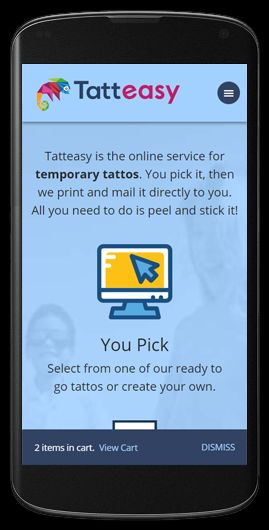 Tatteasy
Tatteasy is the online service for
temporary tattos. You pick it, then
we print and mail it directly to you.
All you need to do is peel and stick it!
You Pick
Select from one of our ready to
go tattos or create your own.
2 items in cart. View Cart DISMISS